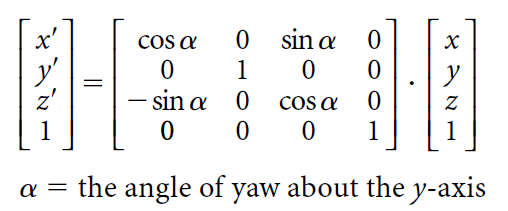 [x′] [cos α 0 sin α 0] [x]
[y′] = [0 1 0 0] · [y]
[z′] [− sin α 0 cos α 0] [z]
[1] [0 0 0 1] [1]
α = the angle of yaw about the y-axis